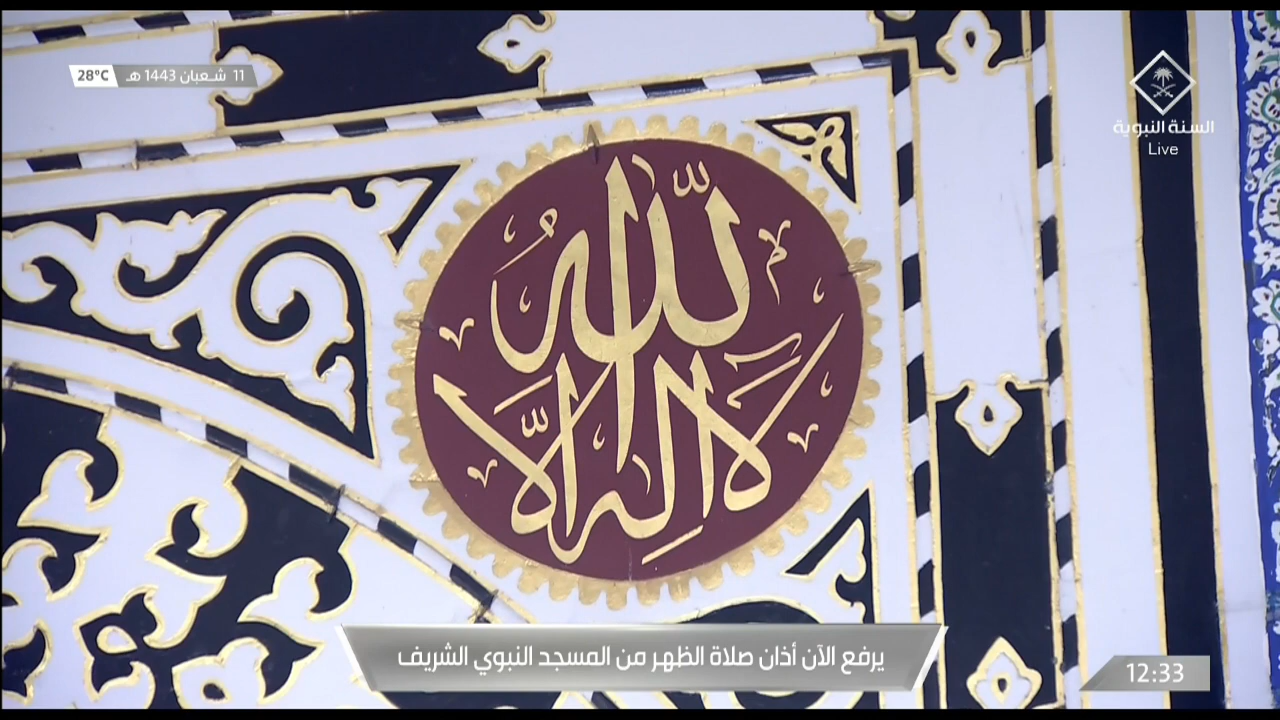 28°C
11 شعبان 1443 هـ
السنة النبوية
Live
لا إله إلا الله
يرفع الآن أذان صلاة الظهر من المسجد النبوي الشريف
12:33